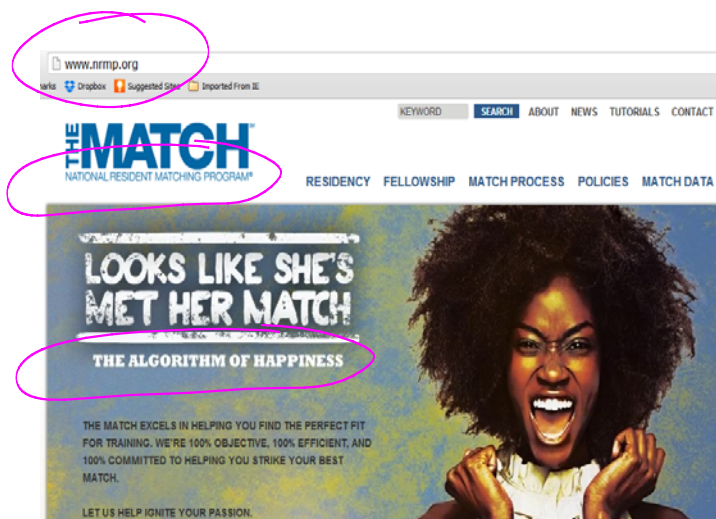 www.nrmp.org
arks Dropbox Suggested Sites Imported From IE
KEYWORD SEARCH ABOUT NEWS TUTORIALS CONTACT
THE MATCH
NATIONAL RESIDENT MATCHING PROGRAM®
RESIDENCY FELLOWSHIP MATCH PROCESS POLICIES MATCH DATA
LOOKS LIKE SHE'S
MET HER MATCH
THE ALGORITHM OF HAPPINESS
THE MATCH EXCELS IN HELPING YOU FIND THE PERFECT FIT
FOR TRAINING. WE'RE 100% OBJECTIVE, 100% EFFICIENT, AND
100% COMMITTED TO HELPING YOU STRIKE YOUR BEST
MATCH.
LET US HELP IGNITE YOUR PASSION.